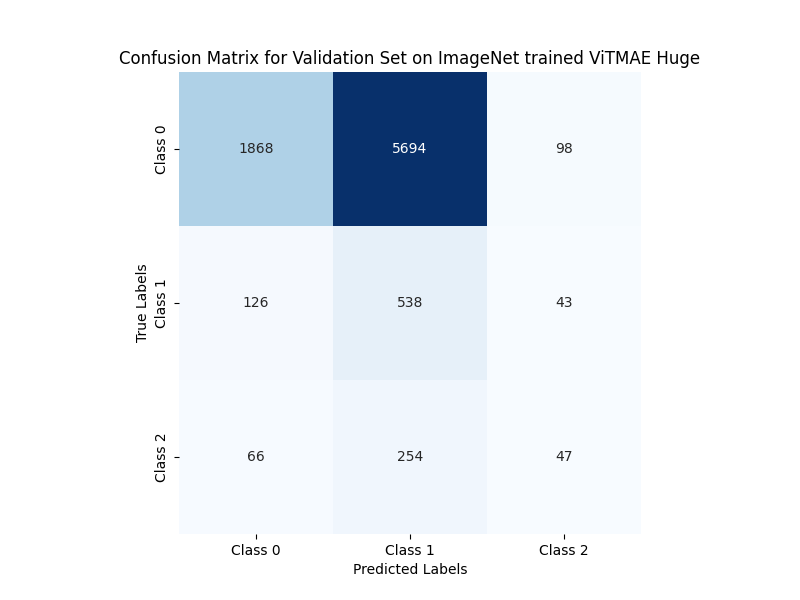 Confusion Matrix for Validation Set on ImageNet trained ViTMAE Huge
True Labels
Class 0
1868 5694 98
Class 1
126 538 43
Class 2
66 254 47
Class 0 Class 1 Class 2
Predicted Labels